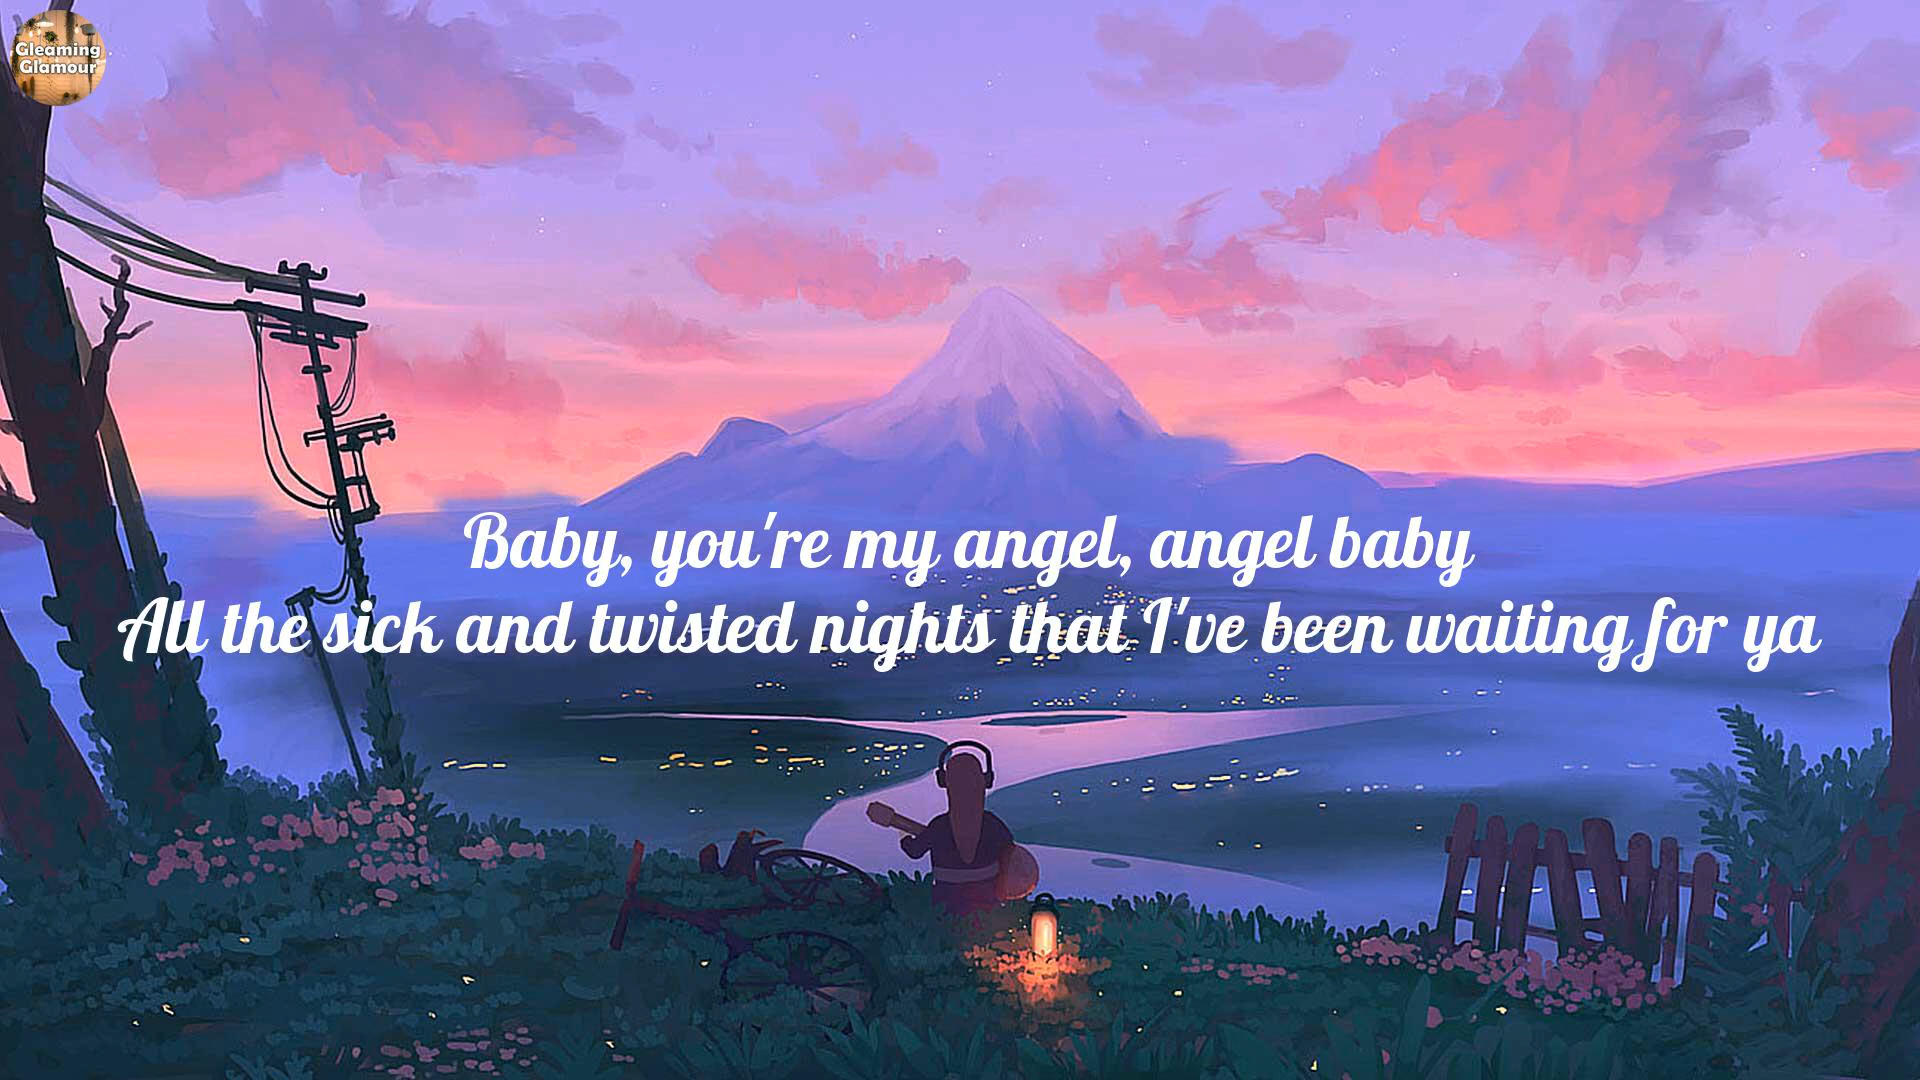 Gleaming
Glamour
Baby, you're my angel, angel baby
All the sick and twisted nights that I've been waiting for ya